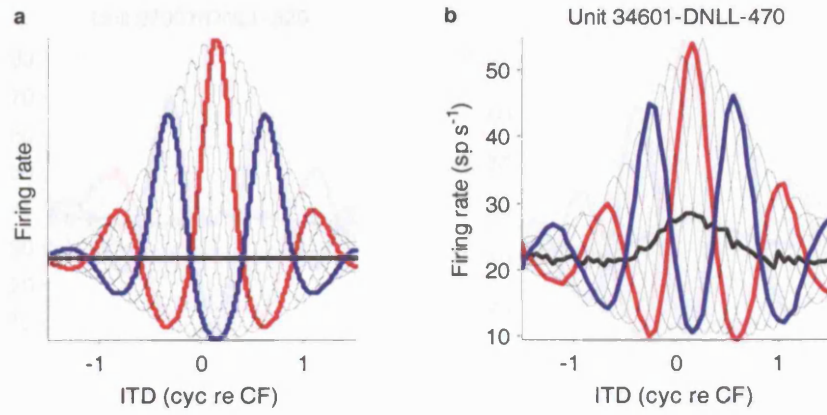 a
Firing rate
-1 0 1
ITD (cyc re CF)
b
Unit 34601-DNLL-470
Firing rate (sp s-1)
50
40
30
20
10
-1 0 1
ITD (cyc re CF)